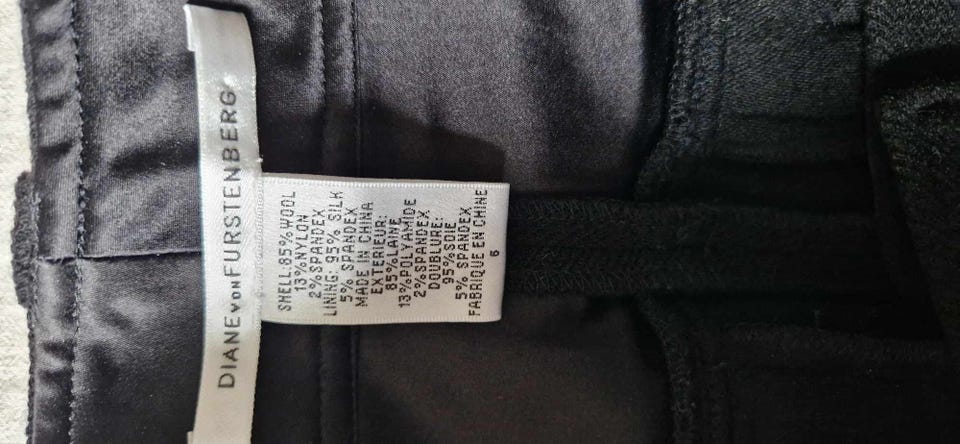 DIANE VON FURSTENBERG
SHELL:85%WOOL
13%NYLON
2%SPANDEX
LINING: 95% SILK
5% SPANDEX
MADE IN CHINA
EXTERIEUR:
85%LAINE
13%POLYAMIDE
2%SPANDEX
DOUBLURE:
95%SOIE
5% SPANDEX
FABRIQUE EN CHINE
6